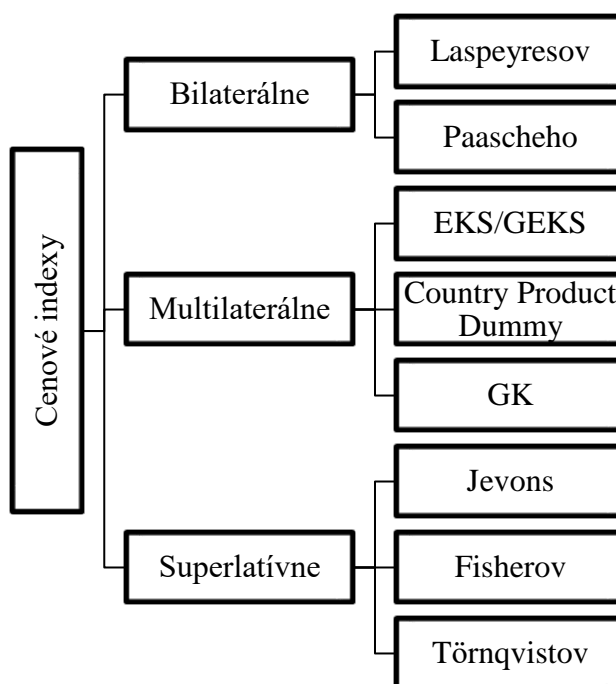 Cenové indexy
Bilaterálne
Laspeyresov
Paascheho
Multilaterálne
EKS/GEKS
Country Product
Dummy
GK
Superlatívne
Jevons
Fisherov
Törnqvistov